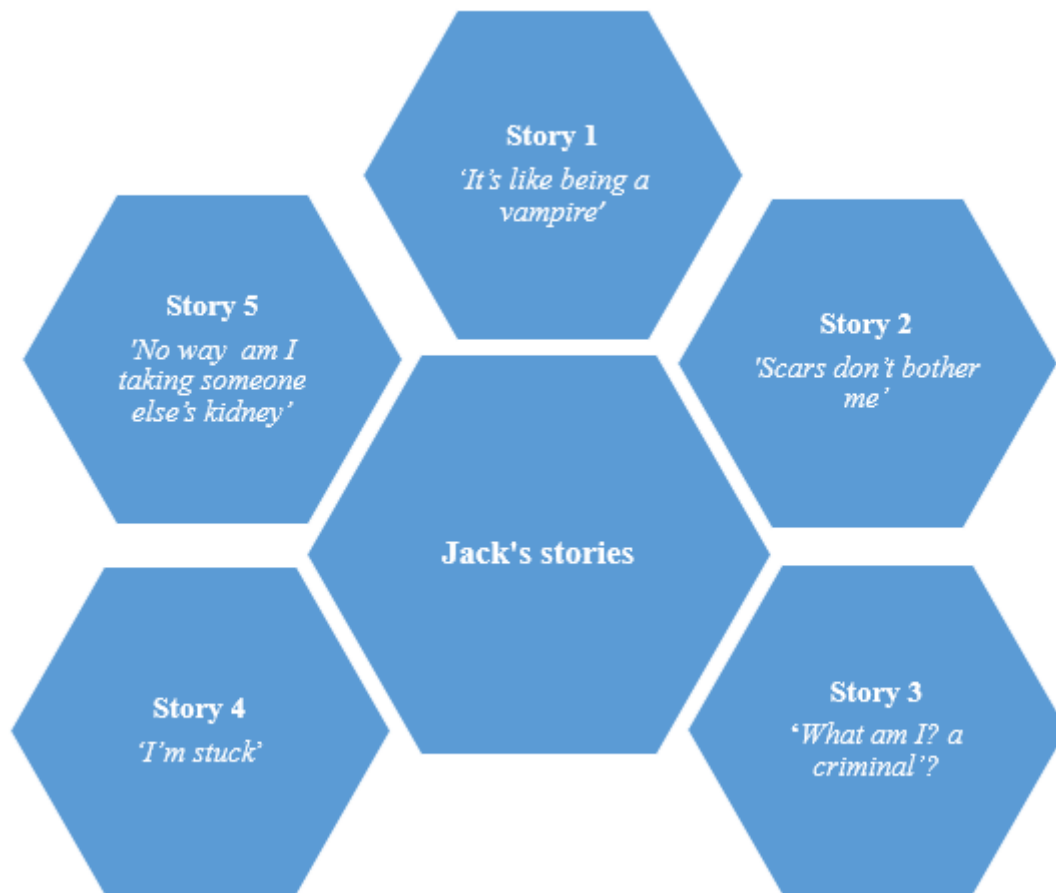 Story 1
‘It’s like being a
vampire'
Story 2
'Scars don’t bother
me’
Story 3
‘What am I? a
criminal’?
Story 4
‘I’m stuck’
Story 5
'No way  am I
taking someone
else’s kidney’
Jack's stories